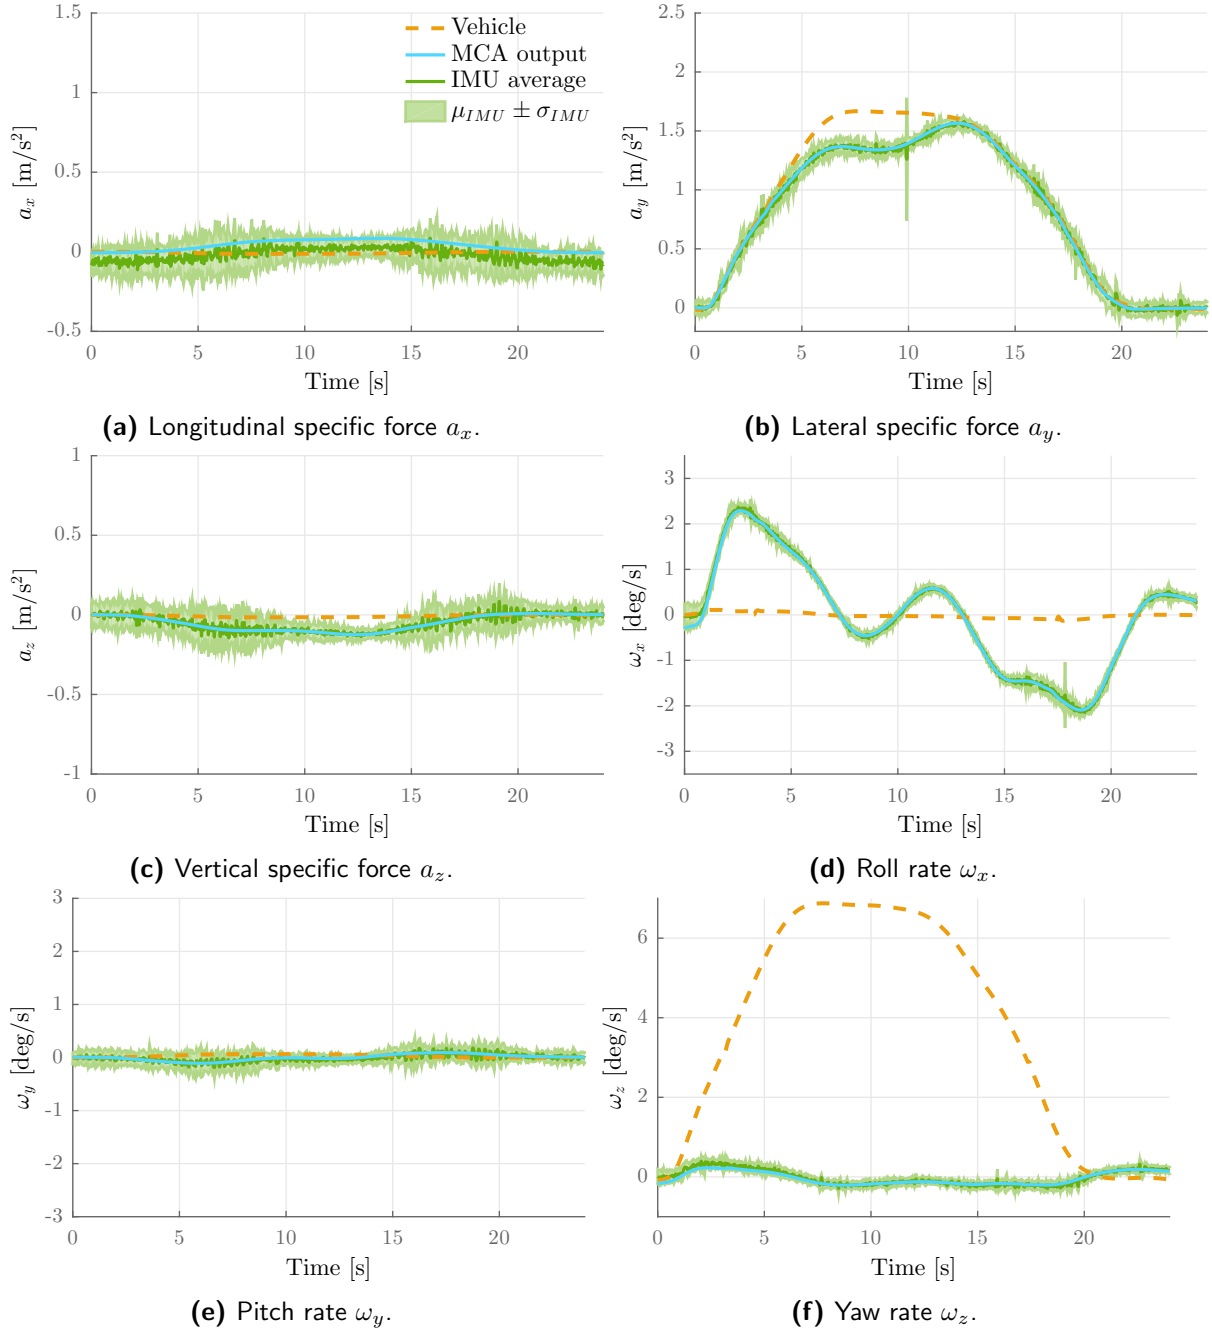 1.5
1
0.5
0
-0.5
a_x [m/s²]
0 5 10 15 20
Time [s]
Vehicle
MCA output
IMU average
μ_IMU ± σ_IMU
(a) Longitudinal specific force a_x.
2.5
2
1.5
1
0.5
0
a_y [m/s²]
0 5 10 15 20
Time [s]
(b) Lateral specific force a_y.
1
0.5
0
-0.5
-1
a_z [m/s²]
0 5 10 15 20
Time [s]
(c) Vertical specific force a_z.
3
2
1
0
-1
-2
-3
ω_x [deg/s]
0 5 10 15 20
Time [s]
(d) Roll rate ω_x.
3
2
1
0
-1
-2
-3
ω_y [deg/s]
0 5 10 15 20
Time [s]
(e) Pitch rate ω_y.
6
4
2
0
ω_z [deg/s]
0 5 10 15 20
Time [s]
(f) Yaw rate ω_z.